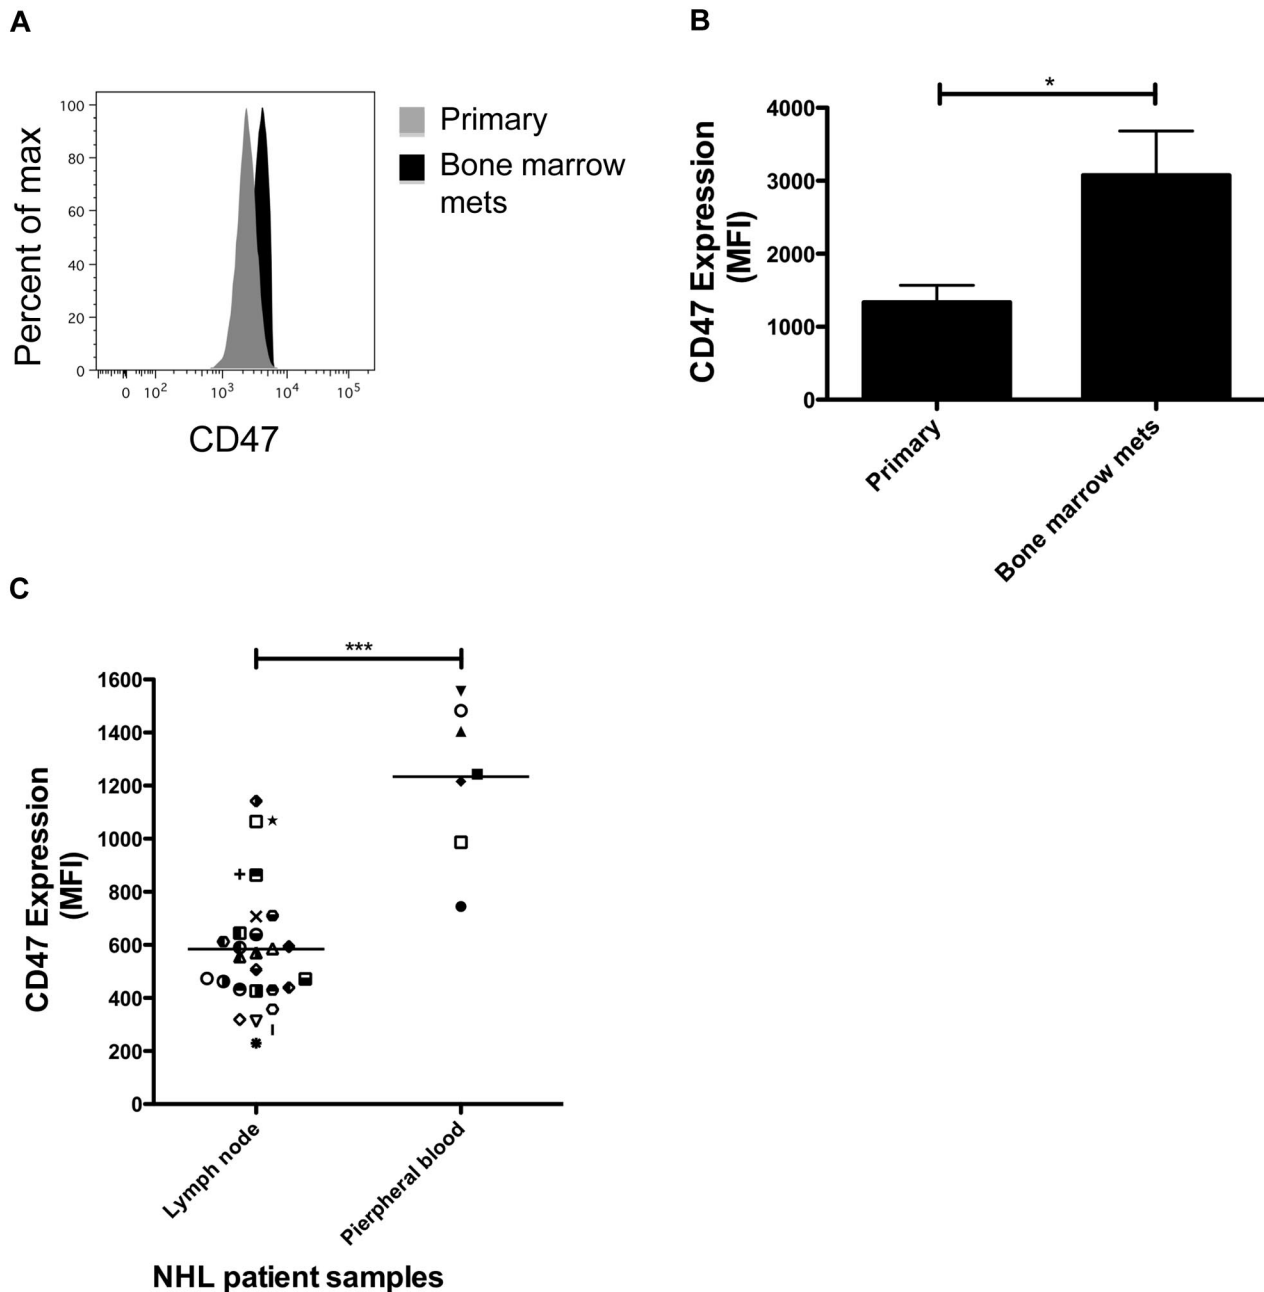 A
100
80
60
40
20
0
Percent of max
0 10² 10³ 10⁴ 10⁵
CD47
Primary
Bone marrow
mets
B
*
4000
3000
2000
1000
0
CD47 Expression
(MFI)
Primary
Bone marrow mets
C
***
1600
1400
1200
1000
800
600
400
200
0
CD47 Expression
(MFI)
Lymph node
Pierpheral blood
NHL patient samples